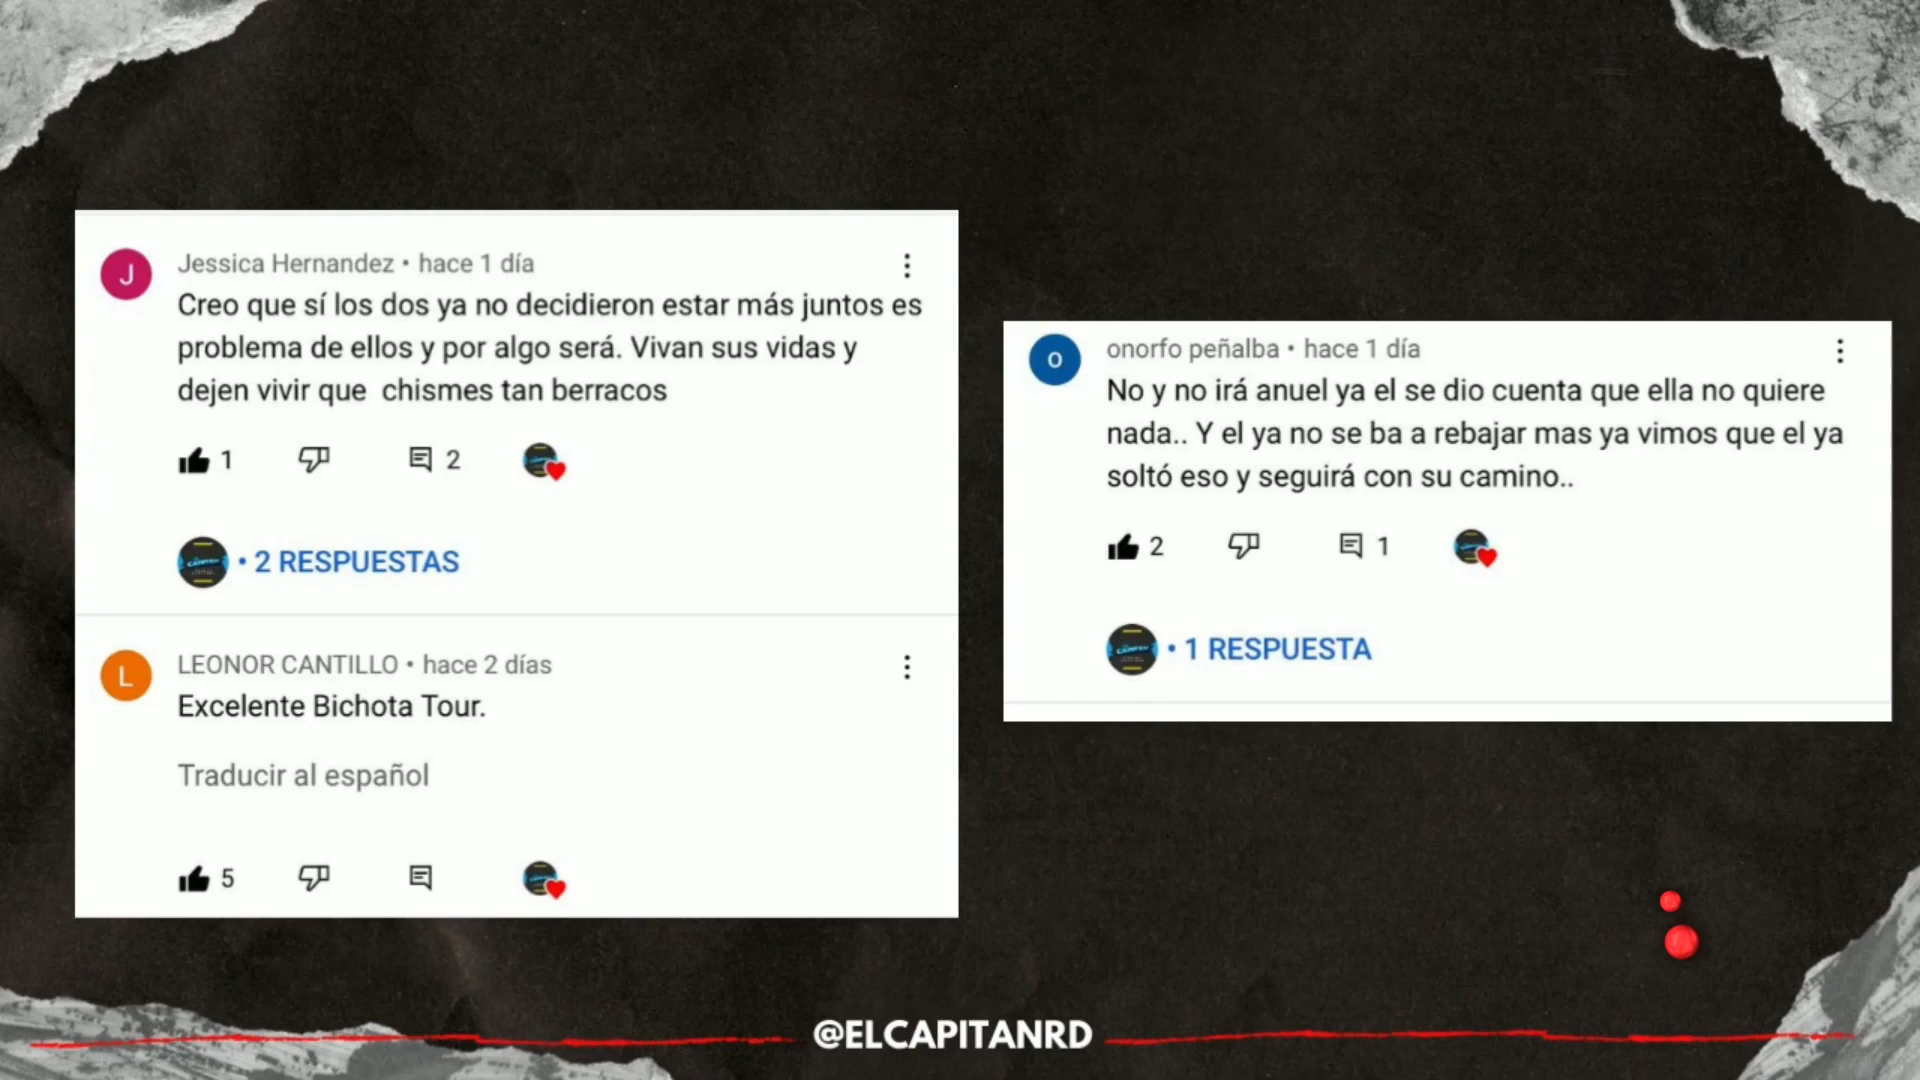 J
Jessica Hernandez • hace 1 día
Creo que sí los dos ya no decidieron estar más juntos es
problema de ellos y por algo será. Vivan sus vidas y
dejen vivir que  chismes tan berracos
1
2
• 2 RESPUESTAS
L
LEONOR CANTILLO • hace 2 días
Excelente Bichota Tour.
Traducir al español
5
o
onorfo peñalba • hace 1 día
No y no irá anuel ya el se dio cuenta que ella no quiere
nada.. Y el ya no se ba a rebajar mas ya vimos que el ya
soltó eso y seguirá con su camino..
2
1
• 1 RESPUESTA
@ELCAPITANRD